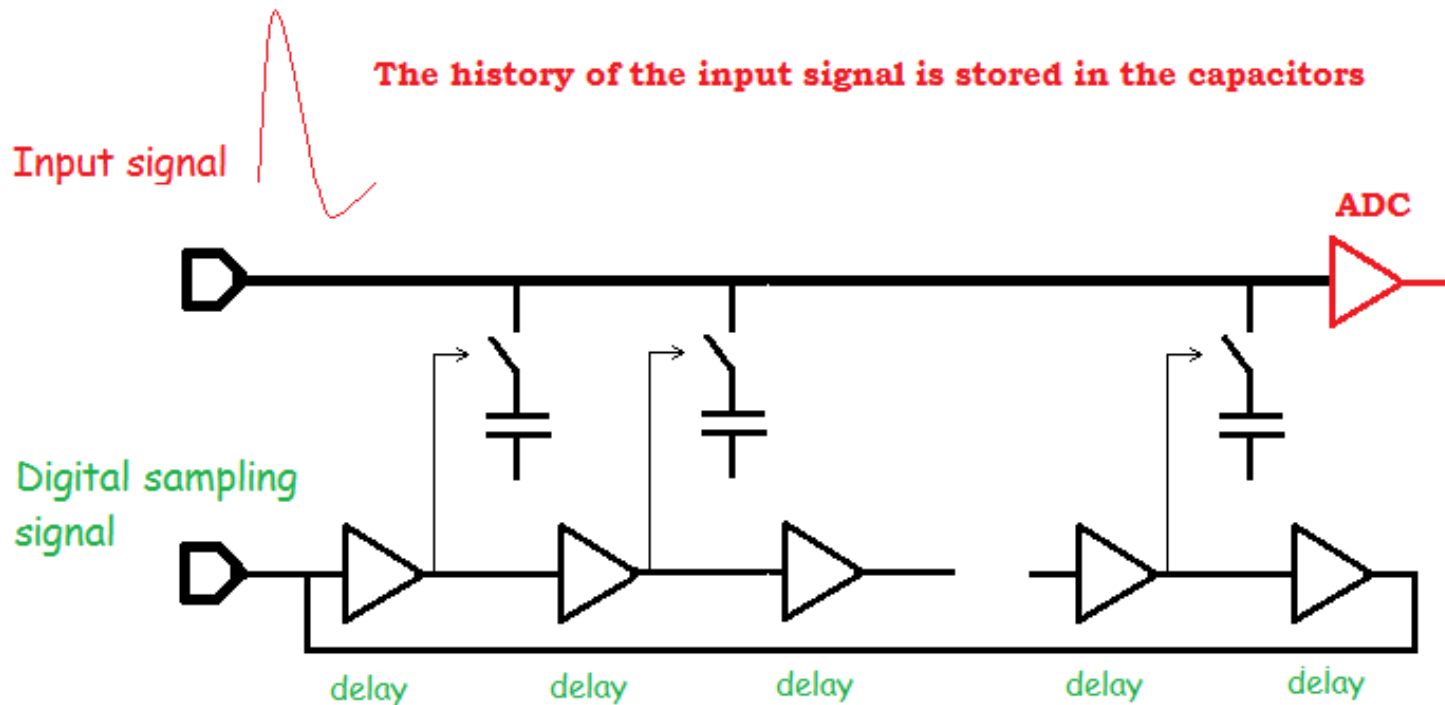 The history of the input signal is stored in the capacitors
Input signal
ADC
Digital sampling
signal
delay delay delay delay delay